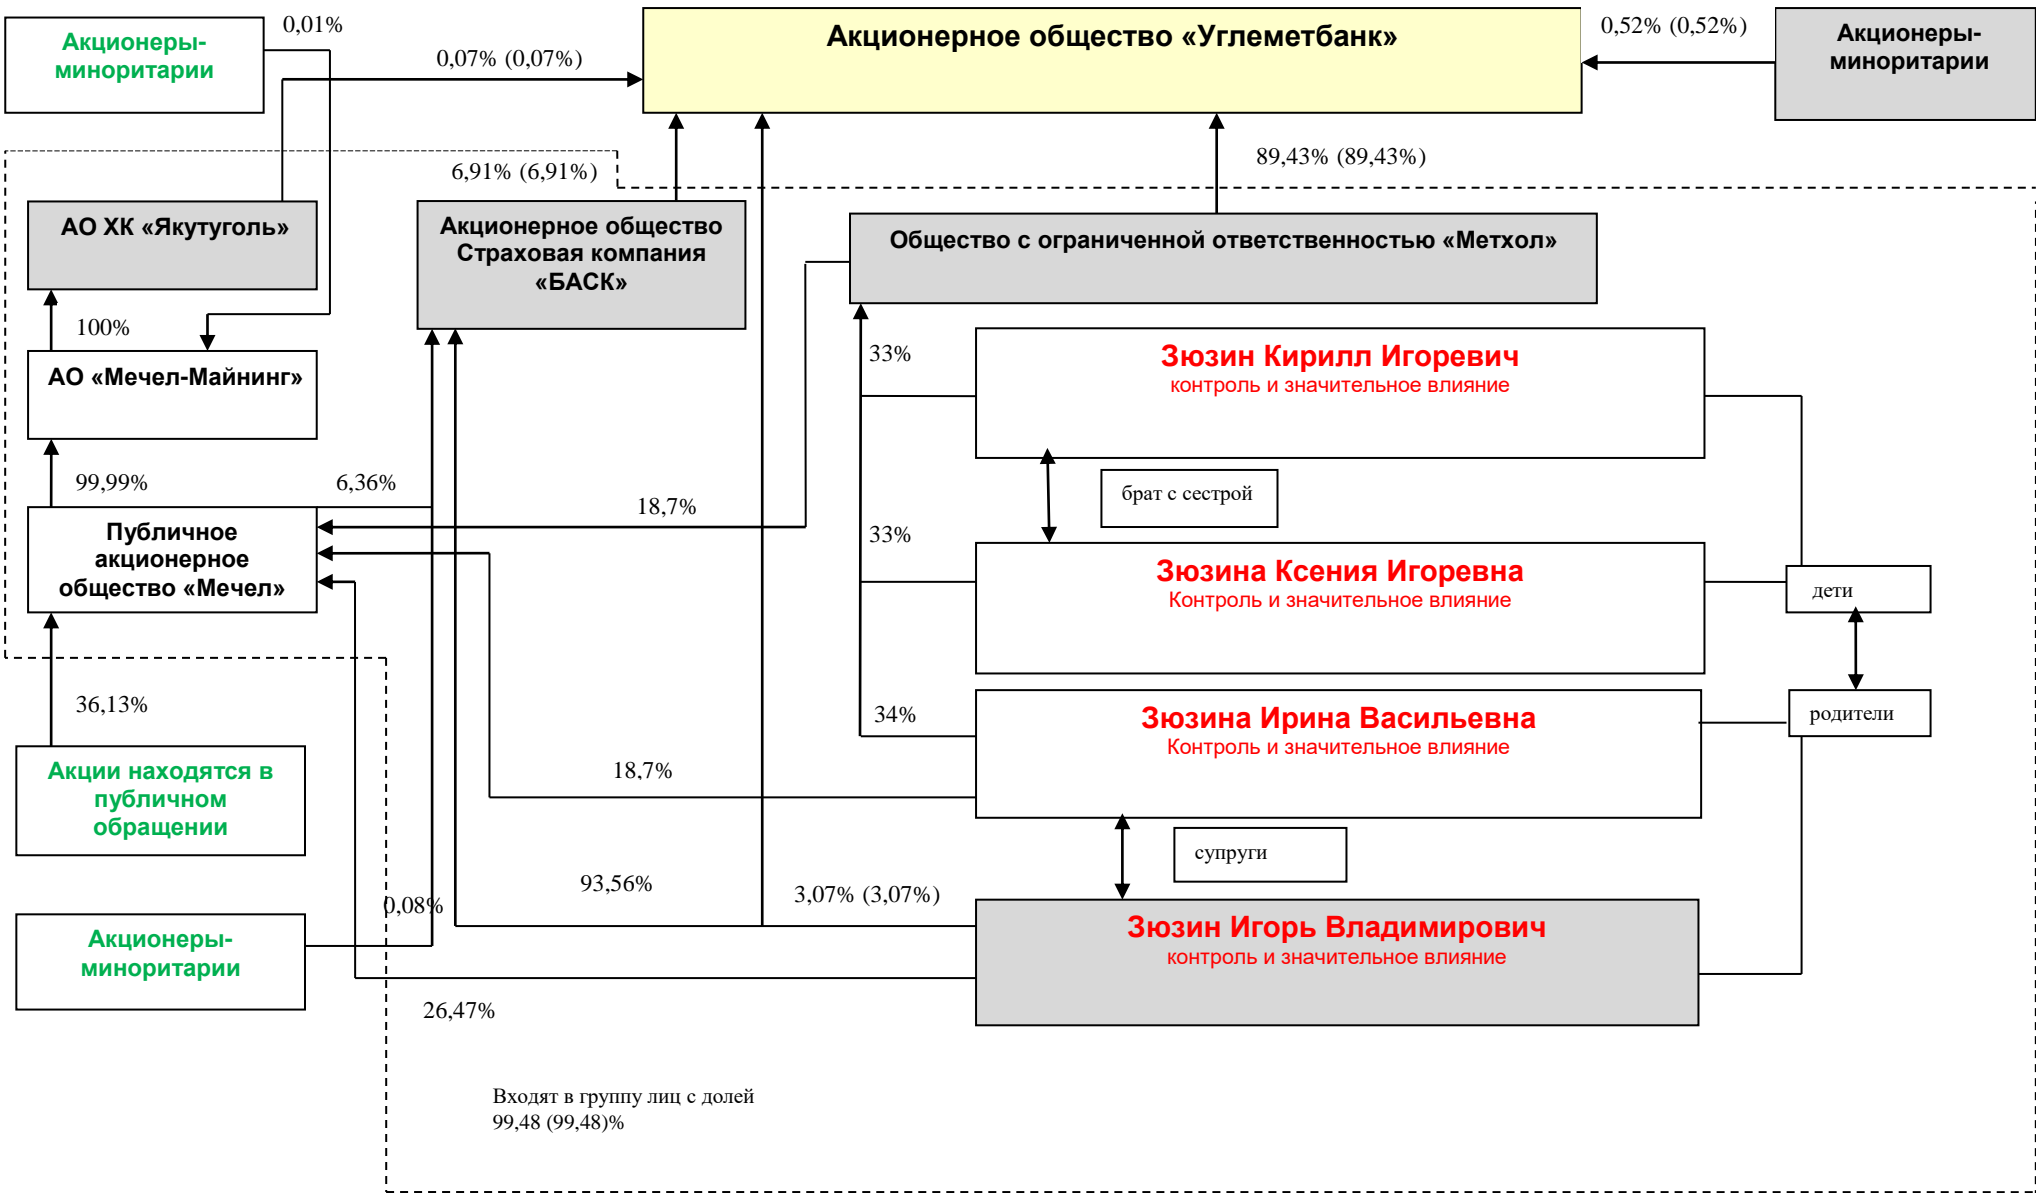 0,01%
Акционеры-
миноритарии
0,07% (0,07%)
Акционерное общество «Углеметбанк»
0,52% (0,52%)
Акционеры-
миноритарии
6,91% (6,91%)
89,43% (89,43%)
АО ХК «Якутуголь»
Акционерное общество
Страховая компания
«БАСК»
Общество с ограниченной ответственностью «Метхол»
100%
АО «Мечел-Майнинг»
33%
Зюзин Кирилл Игоревич
контроль и значительное влияние
99,99%
6,36%
18,7%
брат с сестрой
Публичное
акционерное
общество «Мечел»
33%
Зюзина Ксения Игоревна
Контроль и значительное влияние
дети
36,13%
34%
Зюзина Ирина Васильевна
Контроль и значительное влияние
родители
Акции находятся в
публичном
обращении
18,7%
супруги
93,56%
3,07% (3,07%)
0,08%
Акционеры-
миноритарии
Зюзин Игорь Владимирович
контроль и значительное влияние
26,47%
Входят в группу лиц с долей
99,48 (99,48)%